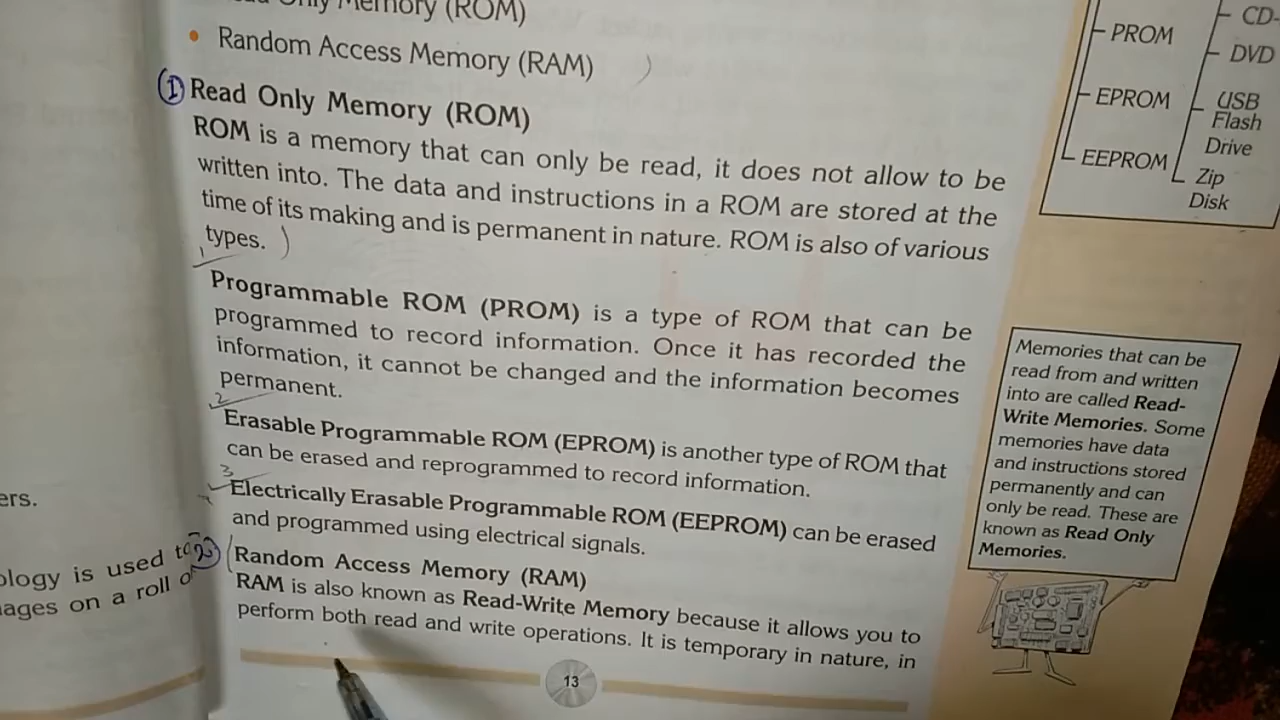 Only Memory (ROM)
• Random Access Memory (RAM) )
(1) Read Only Memory (ROM)
ROM is a memory that can only be read, it does not allow to be
written into. The data and instructions in a ROM are stored at the
time of its making and is permanent in nature. ROM is also of various
types. )
1
Programmable ROM (PROM) is a type of ROM that can be
programmed to record information. Once it has recorded the
information, it cannot be changed and the information becomes
permanent.
2
Erasable Programmable ROM (EPROM) is another type of ROM that
can be erased and reprogrammed to record information.
3
Electrically Erasable Programmable ROM (EEPROM) can be erased
and programmed using electrical signals.
(2) Random Access Memory (RAM)
RAM is also known as Read-Write Memory because it allows you to
perform both read and write operations. It is temporary in nature, in
13
PROM
EPROM
EEPROM
CD-
DVD
USB
Flash
Drive
Zip
Disk
Memories that can be
read from and written
into are called Read-
Write Memories. Some
memories have data
and instructions stored
permanently and can
only be read. These are
known as Read Only
Memories.
ers.
ology is used to
ages on a roll o